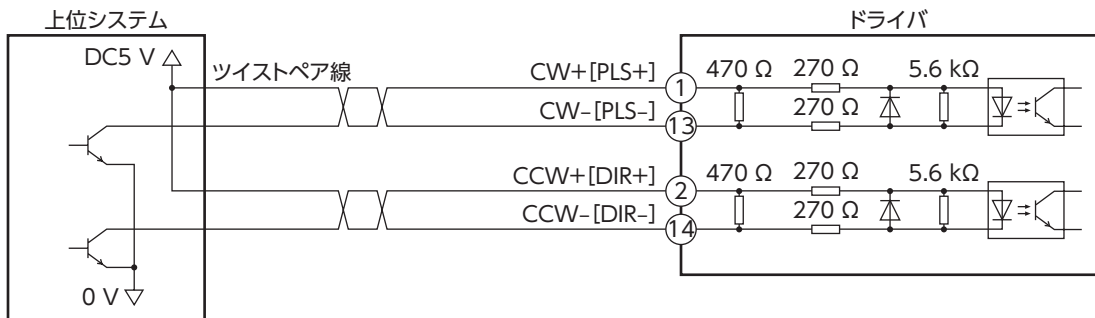 上位システム
ドライバ
DC5 V
ツイストペア線
CW+[PLS+]
1
470 Ω
270 Ω
5.6 kΩ
CW-[PLS-]
13
270 Ω
CCW+[DIR+]
2
470 Ω
270 Ω
5.6 kΩ
CCW-[DIR-]
14
270 Ω
0 V